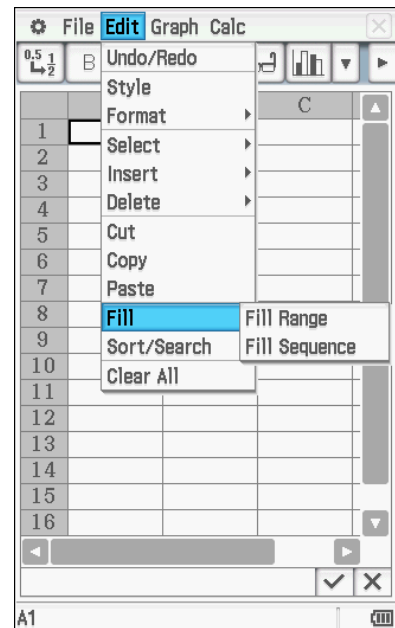 File Edit Graph Calc
0.5 1 2 B
Undo/Redo
Style
Format
Select
Insert
Delete
Cut
Copy
Paste
Fill
Sort/Search
Clear All
Fill Range
Fill Sequence
C
1
2
3
4
5
6
7
8
9
10
11
12
13
14
15
16
A1